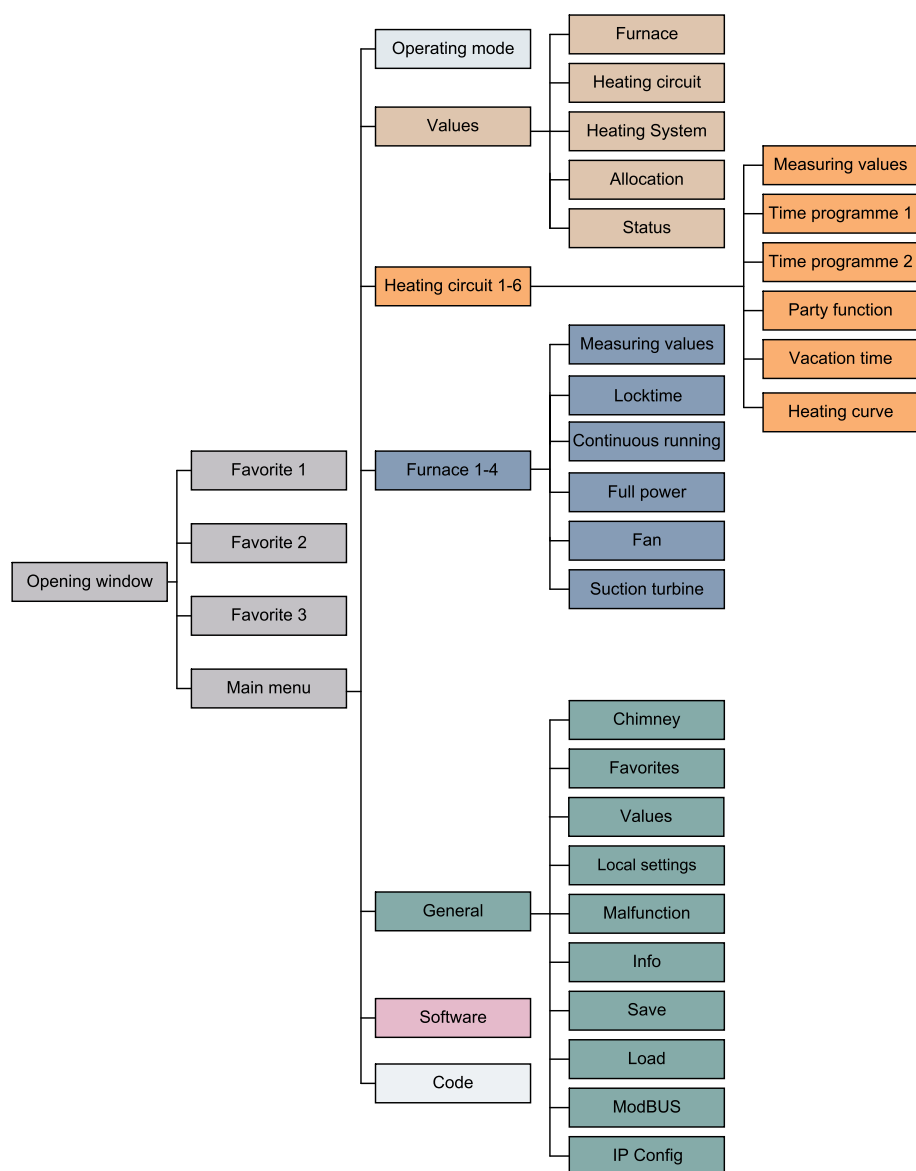 Opening window
Favorite 1
Favorite 2
Favorite 3
Main menu
Operating mode
Values
Furnace
Heating circuit
Heating System
Allocation
Status
Heating circuit 1-6
Measuring values
Time programme 1
Time programme 2
Party function
Vacation time
Heating curve
Furnace 1-4
Measuring values
Locktime
Continuous running
Full power
Fan
Suction turbine
General
Chimney
Favorites
Values
Local settings
Malfunction
Info
Save
Load
ModBUS
IP Config
Software
Code